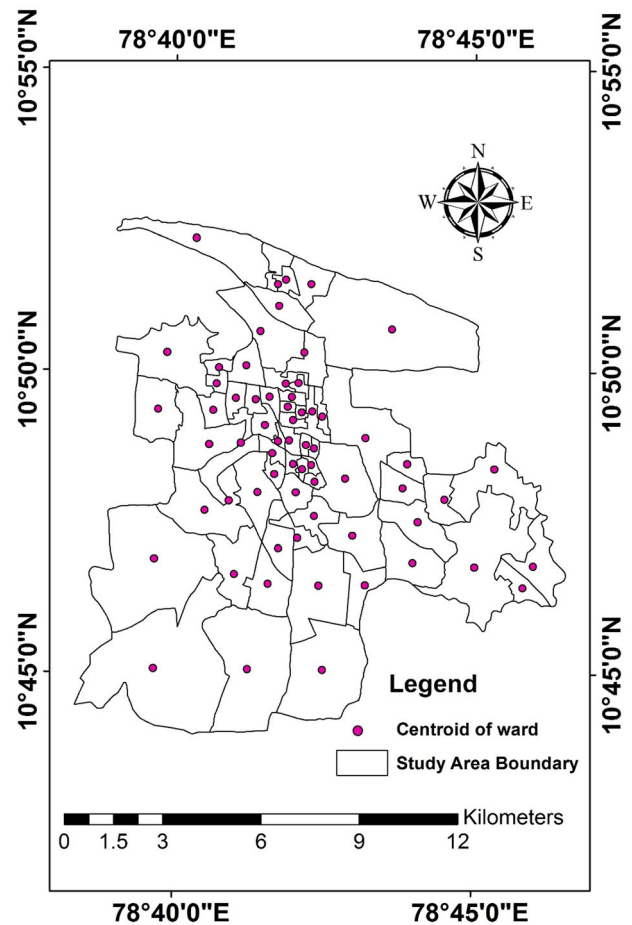 78°40'0"E 78°45'0"E
10°55'0"N 10°55'0"N
N
W E
S
10°50'0"N 10°50'0"N
10°45'0"N 10°45'0"N
Legend
Centroid of ward
Study Area Boundary
Kilometers
0 1.5 3 6 9 12
78°40'0"E 78°45'0"E